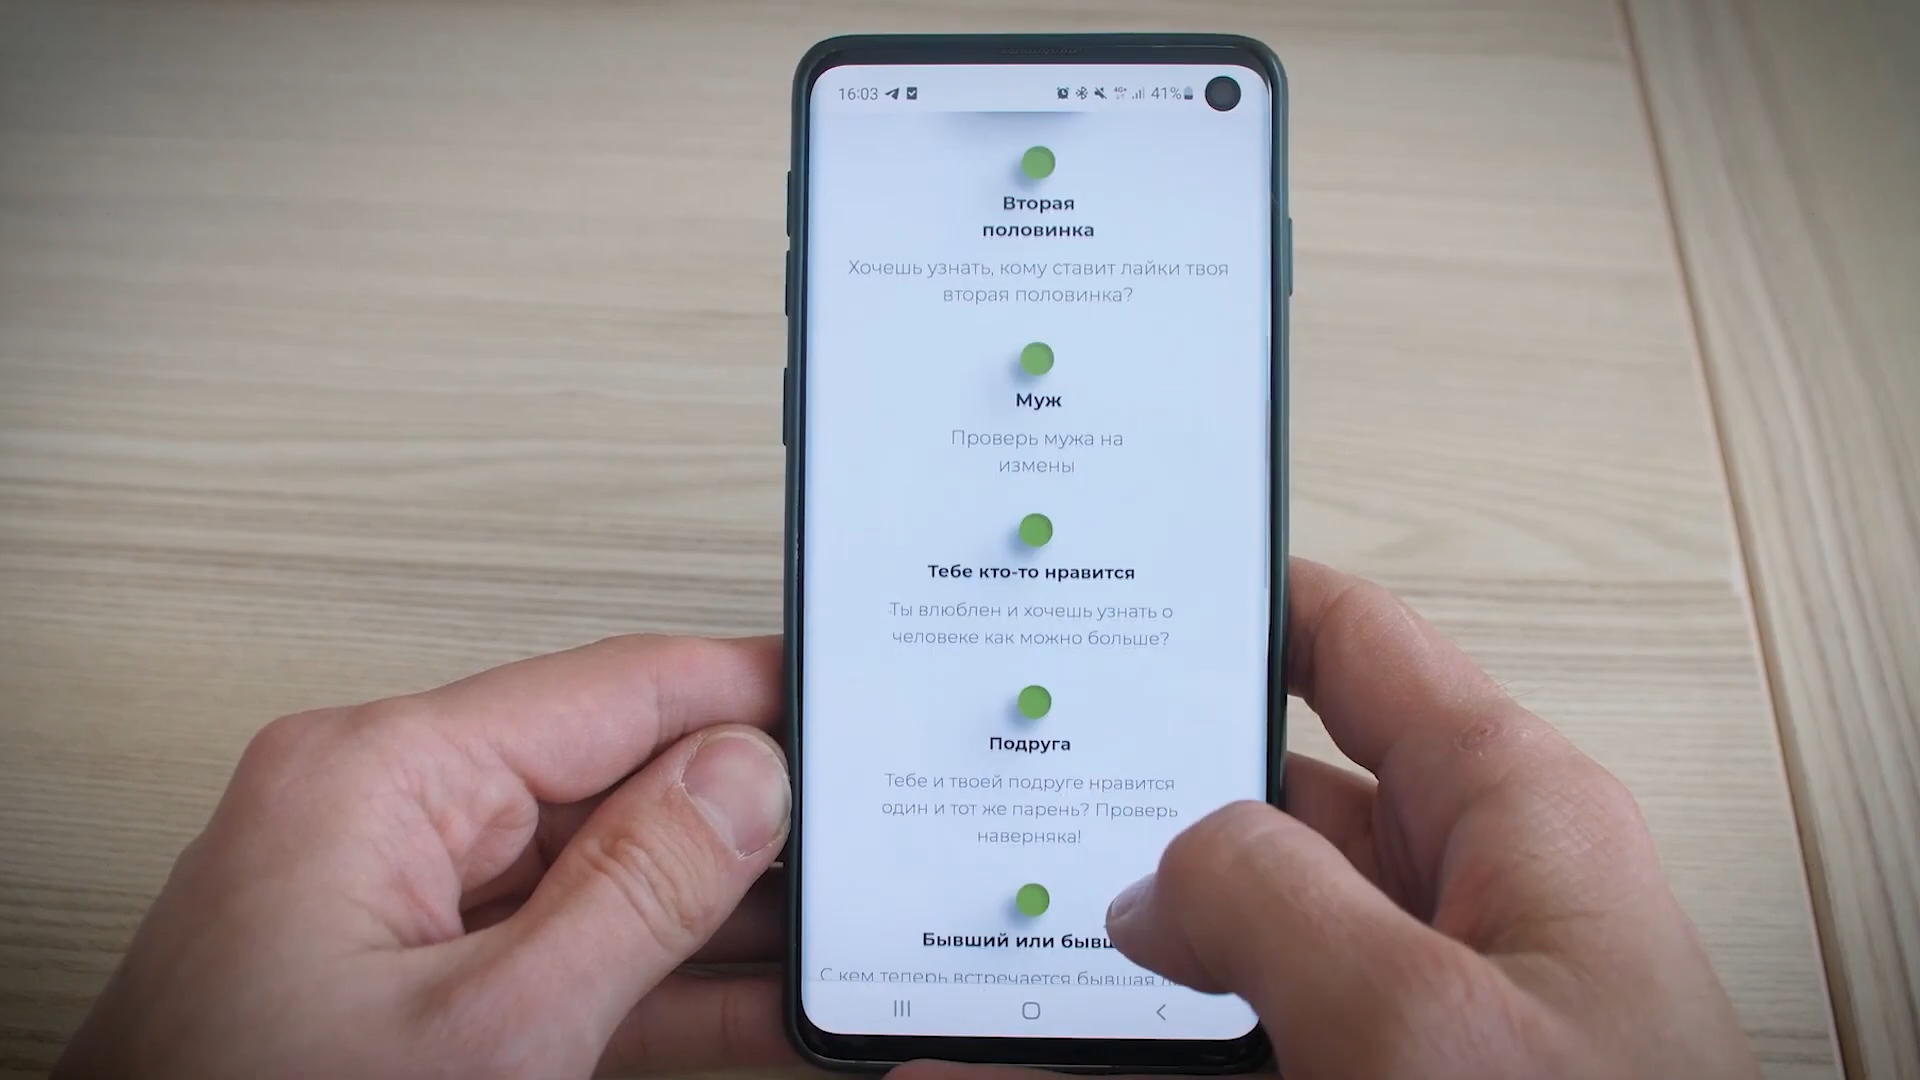 16:03 41%
Вторая
половинка
Хочешь узнать, кому ставит лайки твоя
вторая половинка?
Муж
Проверь мужа на
измены
Тебе кто-то нравится
Ты влюблен и хочешь узнать о
человеке как можно больше?
Подруга
Тебе и твоей подруге нравится
один и тот же парень? Проверь
наверняка!
Бывший или
С кем теперь встречается бывшая